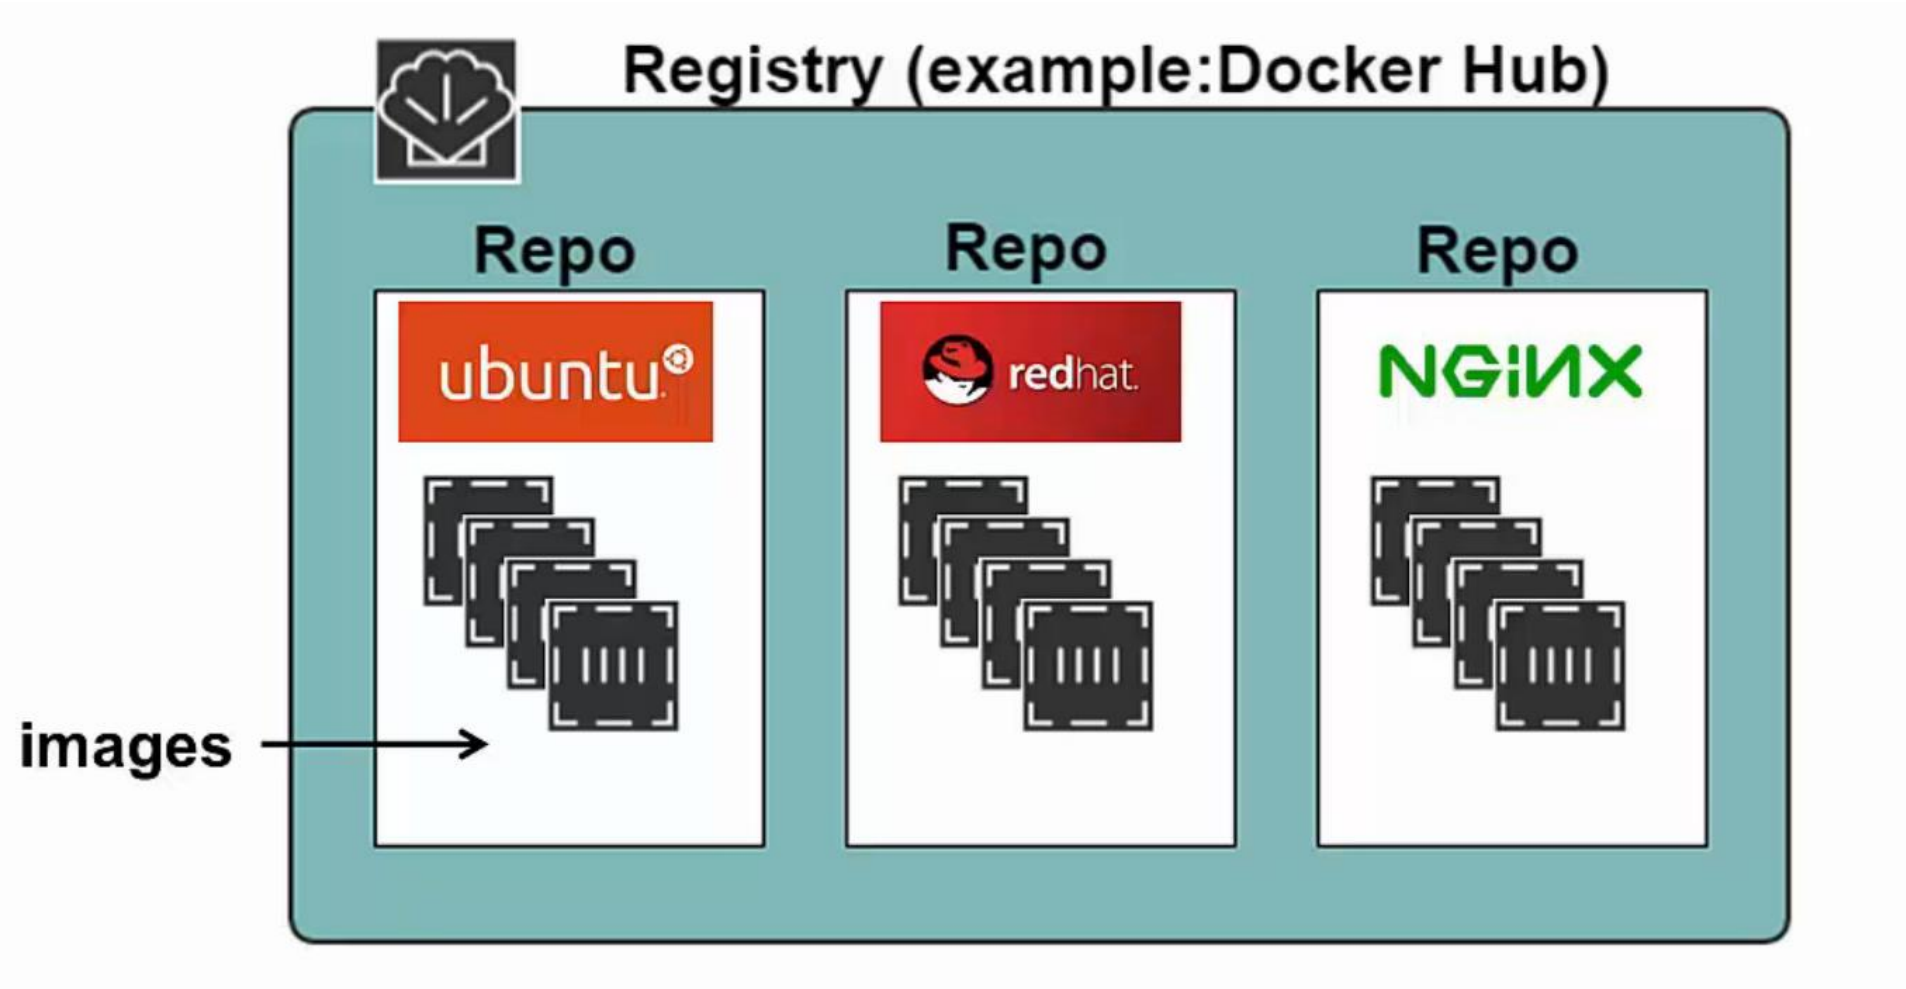 Registry (example:Docker Hub)
Repo
Repo
Repo
ubuntu
redhat.
NGINX
images